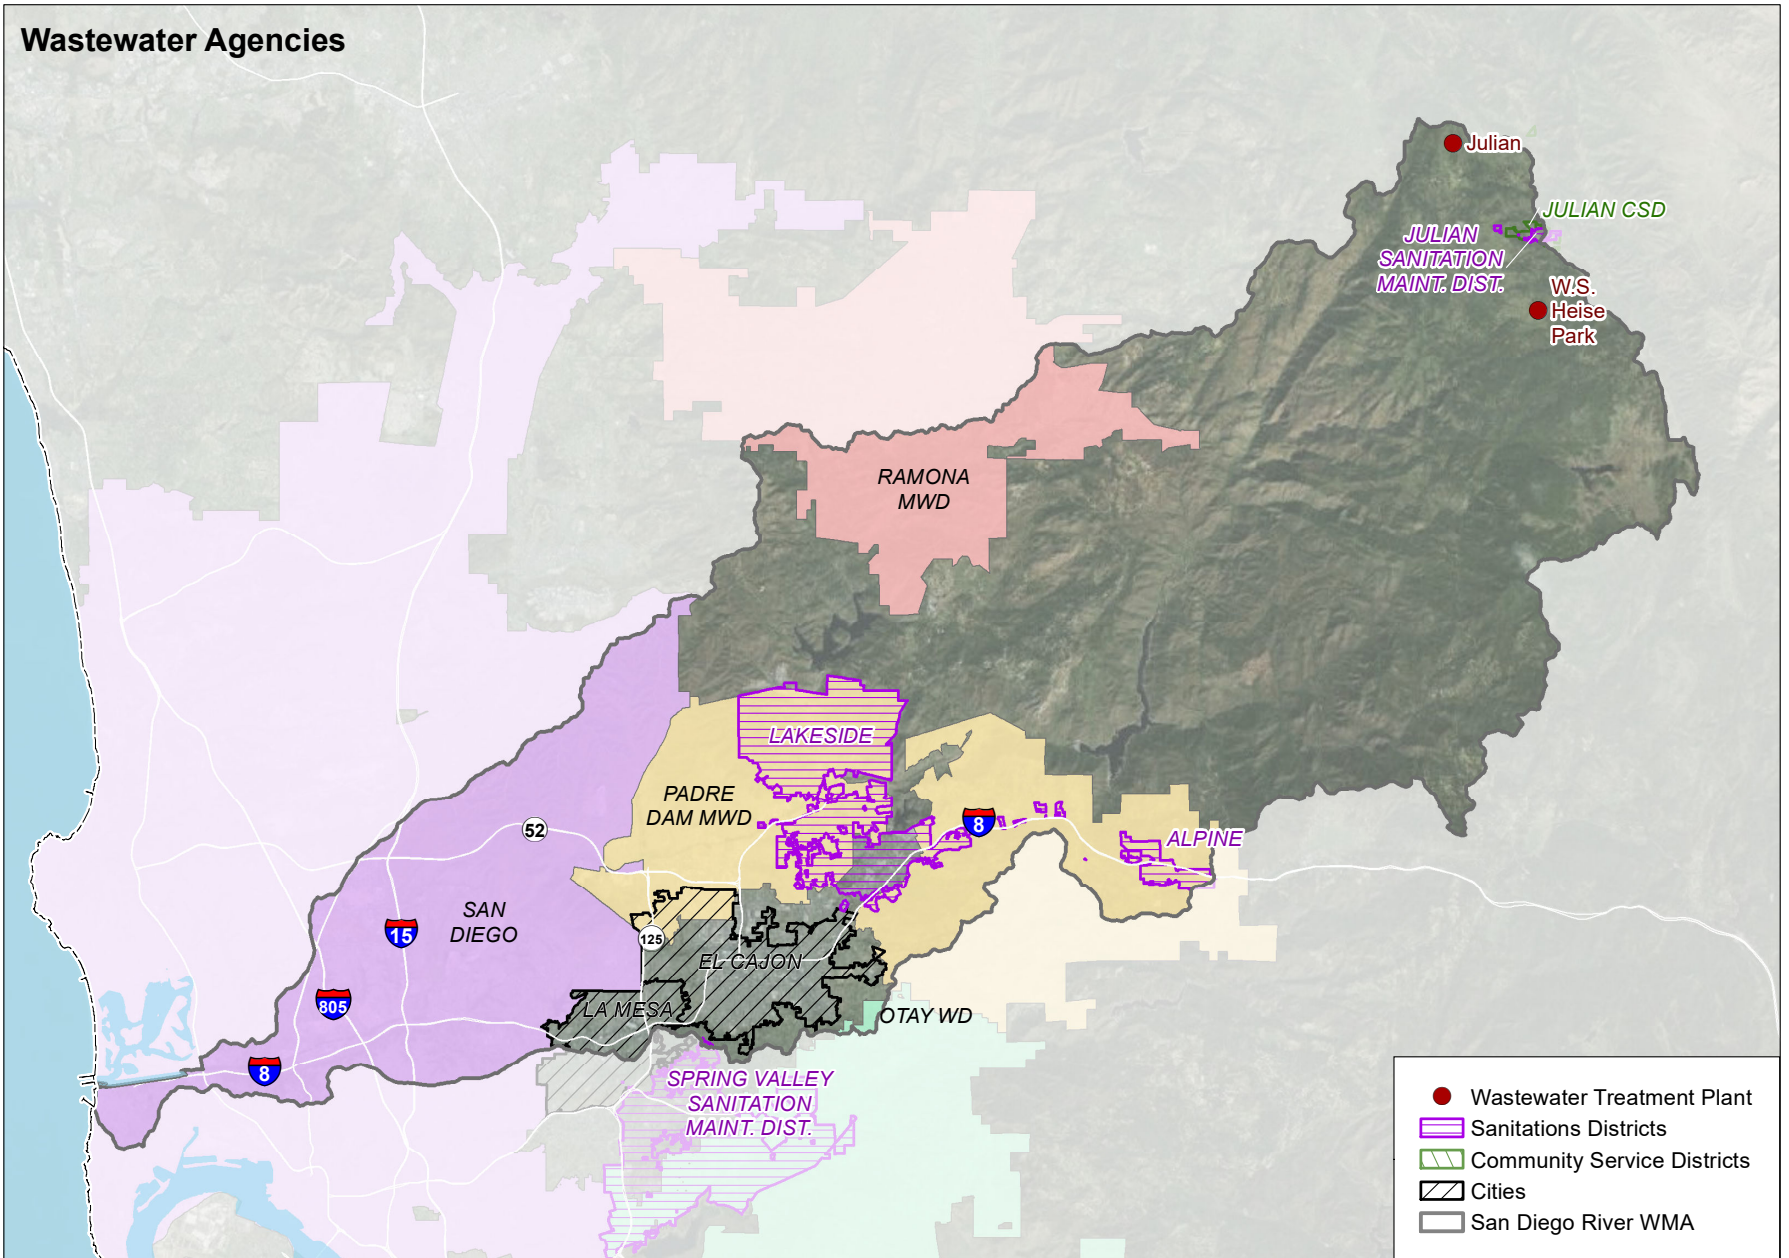 Wastewater Agencies
Julian
JULIAN CSD
JULIAN
SANITATION
MAINT. DIST.
W.S.
Heise
Park
RAMONA
MWD
LAKESIDE
PADRE
DAM MWD
8
52
ALPINE
SAN
DIEGO
15
125
EL CAJON
805
LA MESA
OTAY WD
8
SPRING VALLEY
SANITATION
MAINT. DIST.
Wastewater Treatment Plant
Sanitations Districts
Community Service Districts
Cities
San Diego River WMA